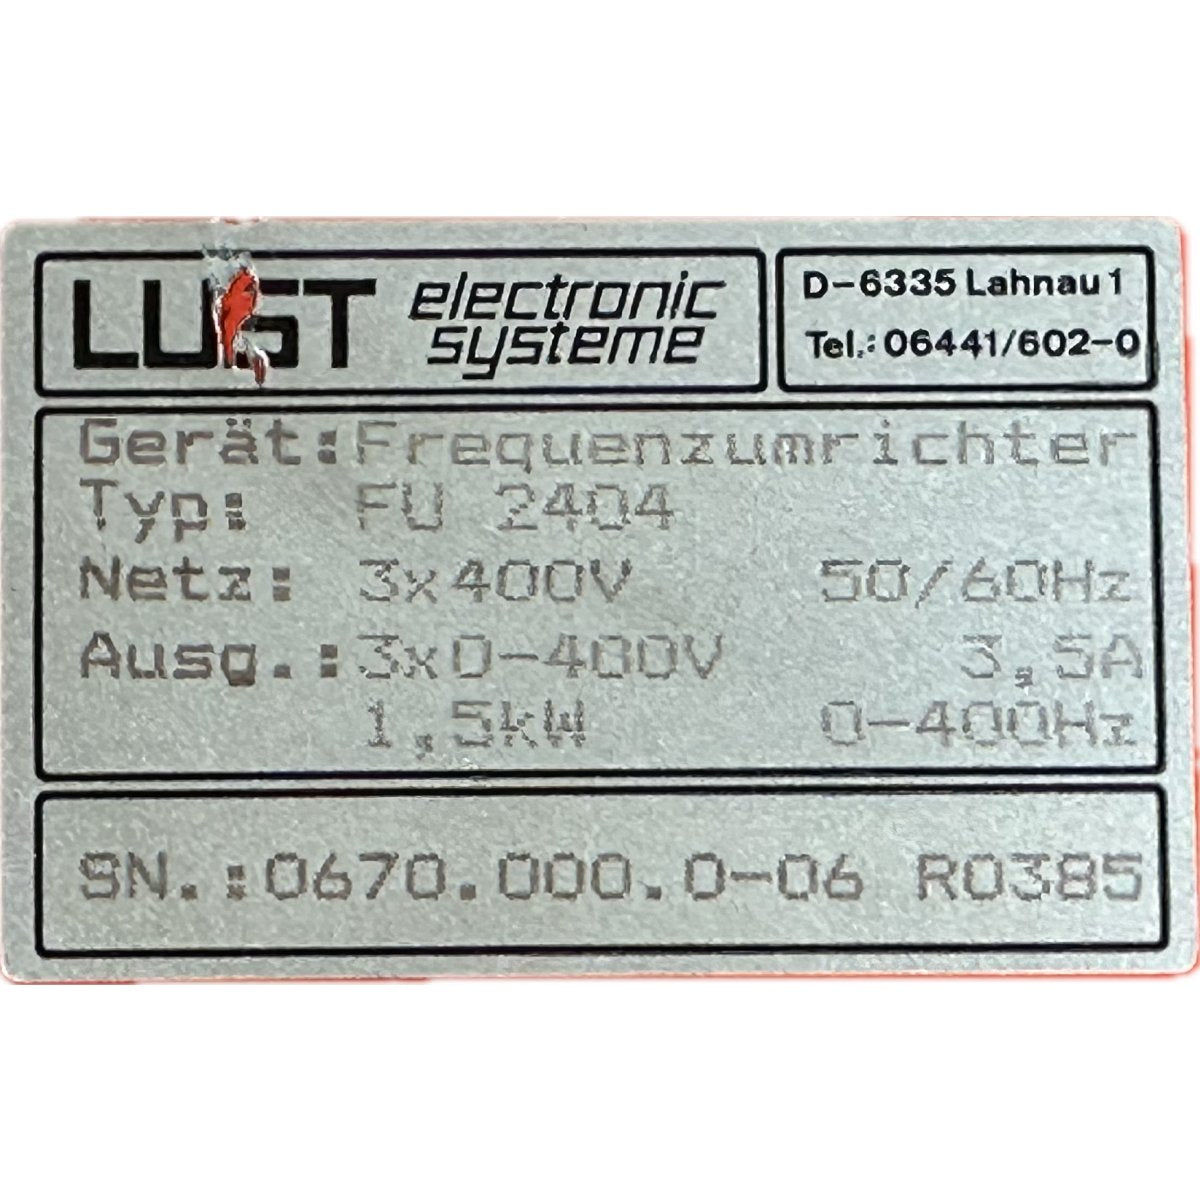 LUST electronic systeme
D-6335 Lahnau 1
Tel.: 06441/602-0
Gerät: Frequenzumrichter
Typ: FU 2404
Netz: 3x400V 50/60Hz
Ausg.: 3x0-400V 3,5A
1,5kW 0-400Hz
SN.: 0670.000.0-06 R0385